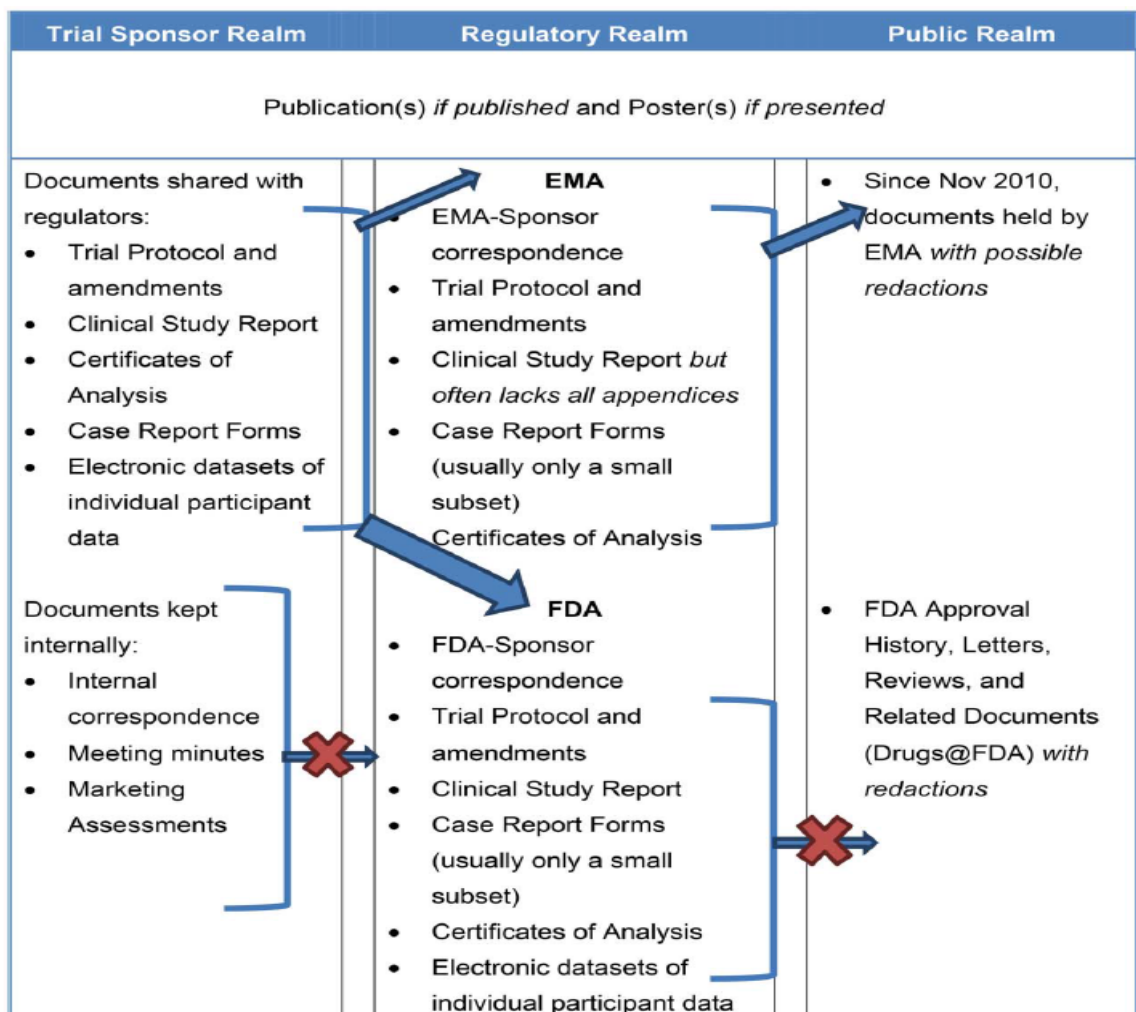 Trial Sponsor Realm
Regulatory Realm
Public Realm
Publication(s) if published and Poster(s) if presented
Documents shared with
regulators:
• Trial Protocol and
amendments
• Clinical Study Report
• Certificates of
Analysis
• Case Report Forms
• Electronic datasets of
individual participant
data
Documents kept
internally:
• Internal
correspondence
• Meeting minutes
• Marketing
Assessments
EMA
• EMA-Sponsor
correspondence
• Trial Protocol and
amendments
• Clinical Study Report but
often lacks all appendices
• Case Report Forms
(usually only a small
subset)
Certificates of Analysis
FDA
• FDA-Sponsor
correspondence
• Trial Protocol and
amendments
• Clinical Study Report
• Case Report Forms
(usually only a small
subset)
• Certificates of Analysis
• Electronic datasets of
individual participant data
• Since Nov 2010,
documents held by
EMA with possible
redactions
• FDA Approval
History, Letters,
Reviews, and
Related Documents
(Drugs@FDA) with
redactions